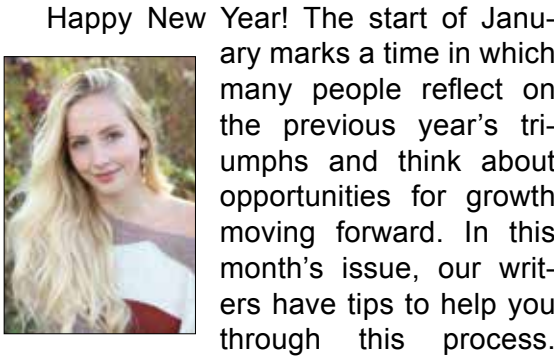 Happy New Year! The start of Janu-
ary marks a time in which
many people reflect on
the previous year’s tri-
umphs and think about
opportunities for growth
moving forward. In this
month’s issue, our writ-
ers have tips to help you
through this process.